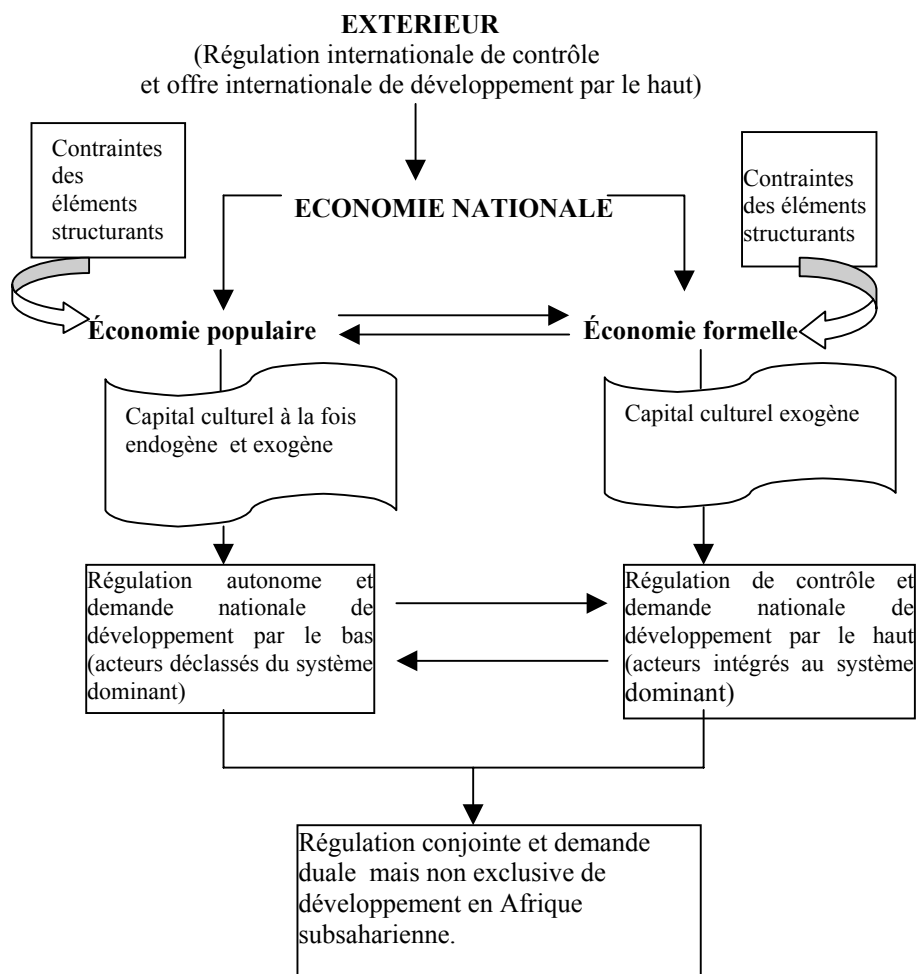 EXTERIEUR
(Régulation internationale de contrôle
et offre internationale de développement par le haut)
Contraintes
des
éléments
structurants
Contraintes
des éléments
structurants
ECONOMIE NATIONALE
Économie populaire
Économie formelle
Capital culturel à la fois
endogène et exogène
Capital culturel exogène
Régulation autonome et
demande nationale de
développement par le bas
(acteurs déclassés du système
dominant)
Régulation de contrôle et
demande nationale de
développement par le haut
(acteurs intégrés au système
dominant)
Régulation conjointe et demande
duale mais non exclusive de
développement en Afrique
subsaharienne.